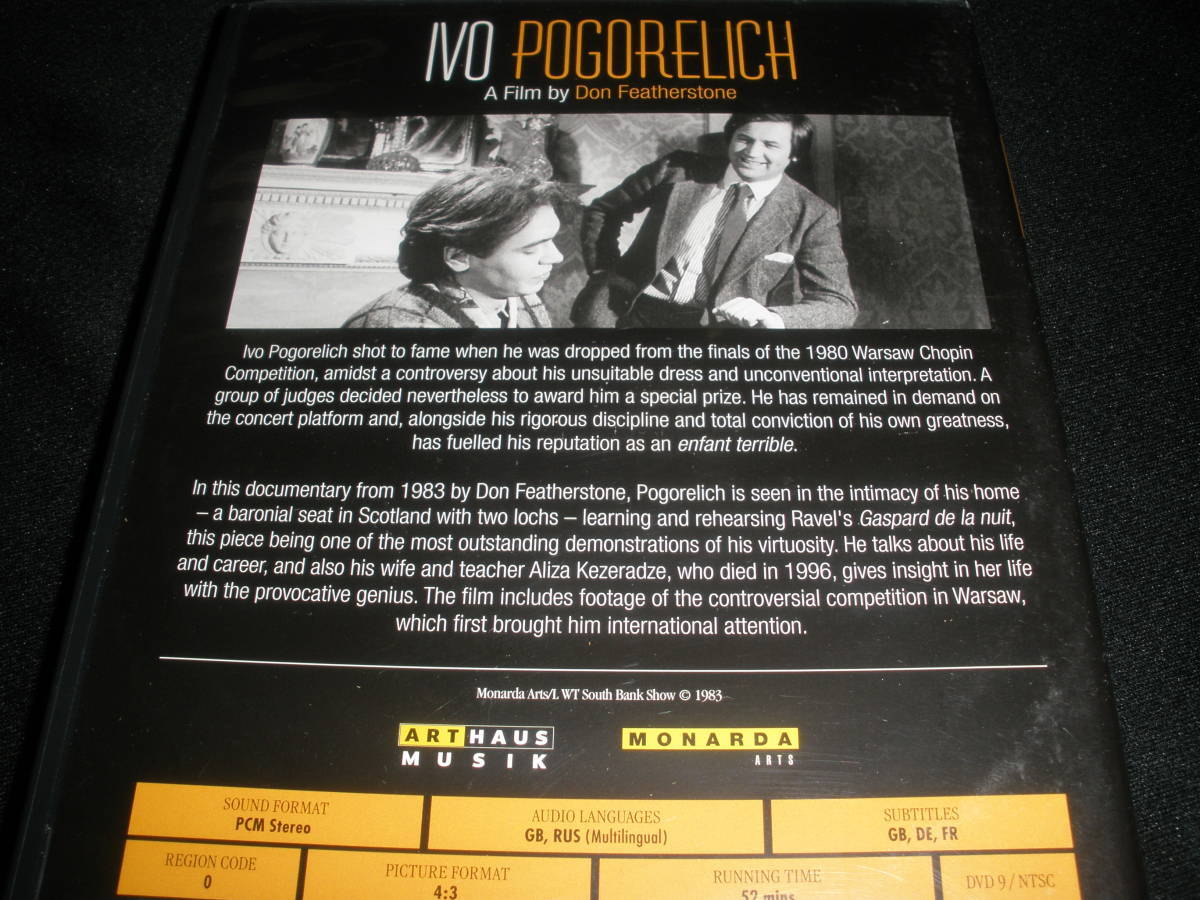 IVO POGORELICH
A Film by Don Featherstone
Ivo Pogorelich shot to fame when he was dropped from the finals of the 1980 Warsaw Chopin
Competition, amidst a controversy about his unsuitable dress and unconventional interpretation. A
group of judges decided nevertheless to award him a special prize. He has remained in demand on
the concert platform and, alongside his rigorous discipline and total conviction of his own greatness,
has fuelled his reputation as an enfant terrible.
In this documentary from 1983 by Don Featherstone, Pogorelich is seen in the intimacy of his home
– a baronial seat in Scotland with two lochs – learning and rehearsing Ravel's Gaspard de la nuit,
this piece being one of the most outstanding demonstrations of his virtuosity. He talks about his life
and career, and also his wife and teacher Aliza Kezeradze, who died in 1996, gives insight in her life
with the provocative genius. The film includes footage of the controversial competition in Warsaw,
which first brought him international attention.
Monarda Arts/L WT South Bank Show © 1983
ARTHAUS
MUSIK
MONARDA
ARTS
SOUND FORMAT
PCM Stereo
AUDIO LANGUAGES
GB, RUS (Multilingual)
SUBTITLES
GB, DE, FR
REGION CODE
0
PICTURE FORMAT
4:3
RUNNING TIME
52 mins
DVD 9 / NTSC